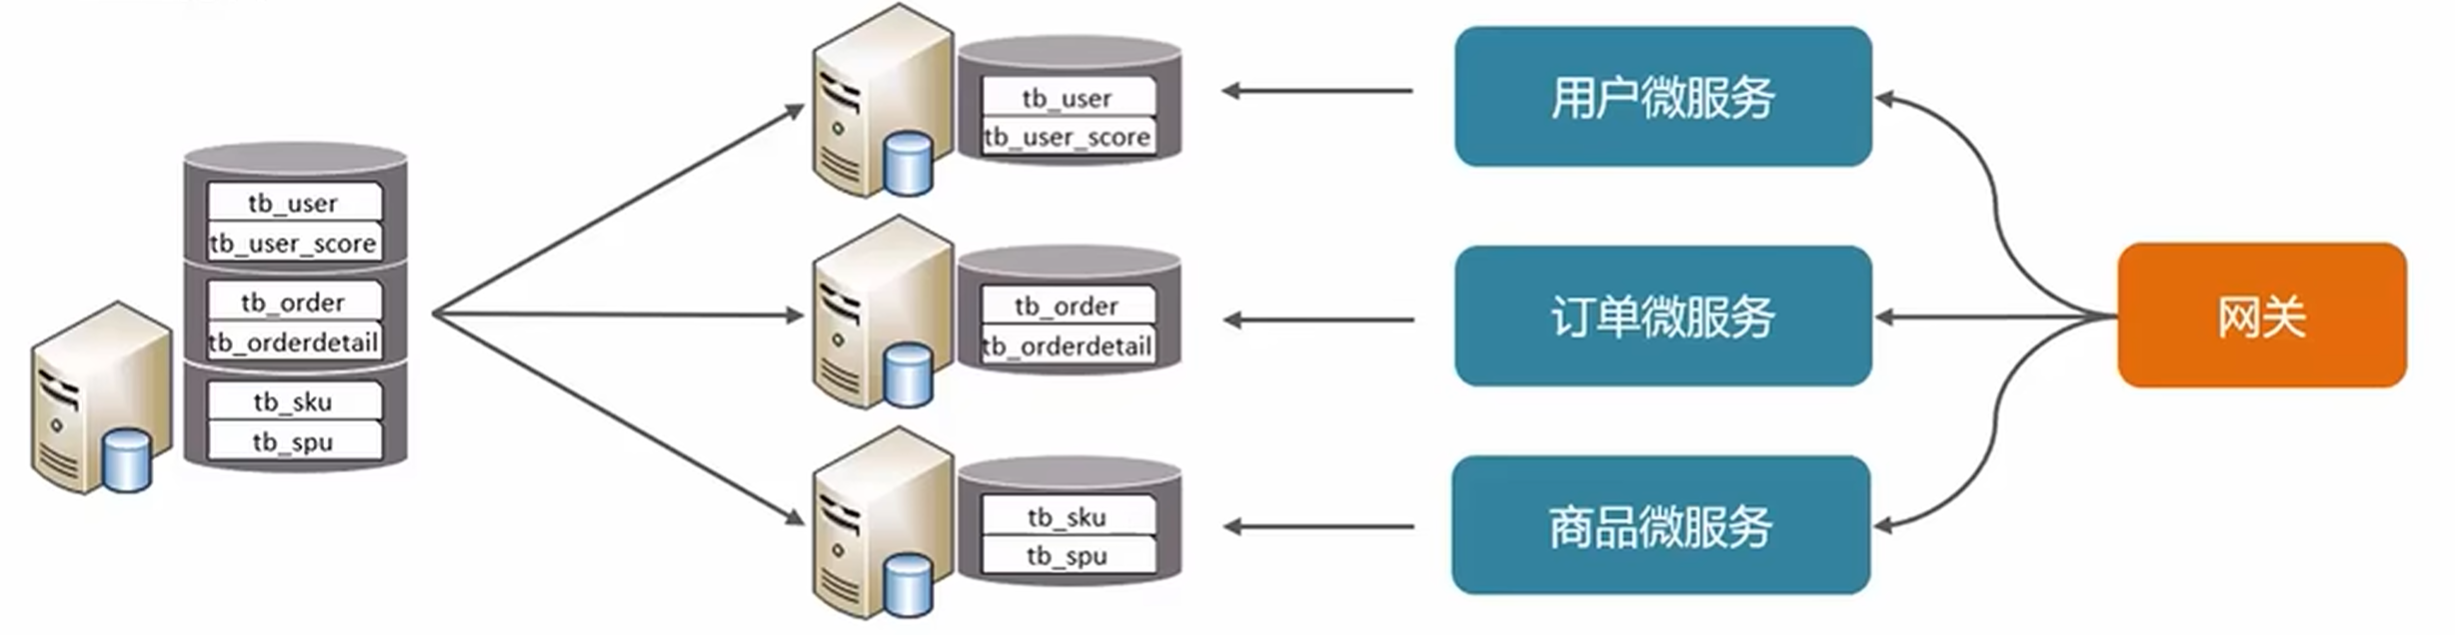 tb_user
tb_user_score
tb_order
tb_orderdetail
tb_sku
tb_spu
tb_user
tb_user_score
tb_order
tb_orderdetail
tb_sku
tb_spu
用户微服务
订单微服务
商品微服务
网关